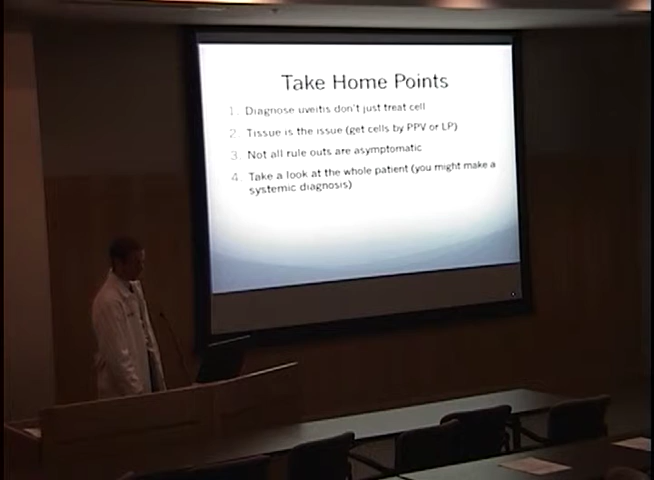 Take Home Points
1. Diagnose uveitis don't just treat cell
2. Tissue is the issue (get cells by PPV or LP)
3. Not all rule outs are asymptomatic
4. Take a look at the whole patient (you might make a
systemic diagnosis)